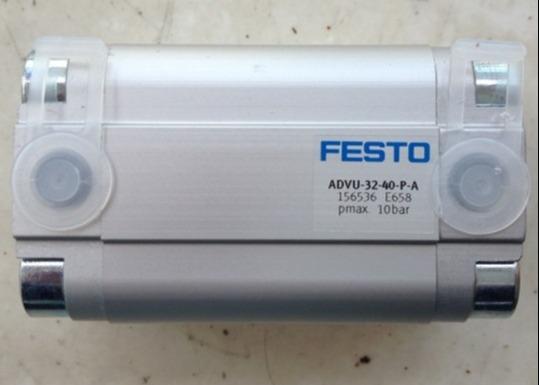 FESTO
ADVU-32-40-P-A
156536 E658
pmax. 10bar